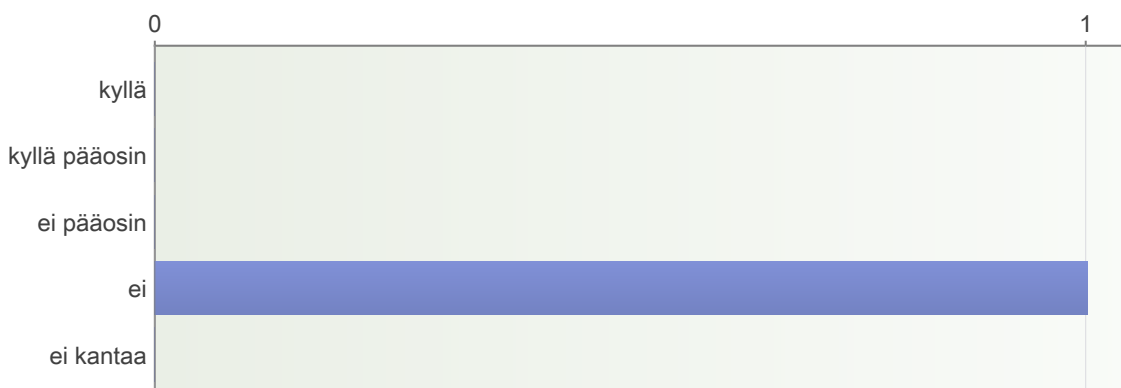 0 1
kyllä
kyllä pääosin
ei pääosin
ei
ei kantaa